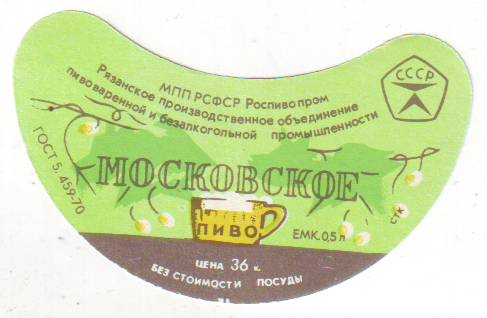 МПП РСФСР Роспивопром
Рязанское производственное объединение
пивоваренной и безалкогольной промышленности
СССР
ГОСТ 5. 459-70
МОСКОВСКОЕ
ПИВО
ЕМК. 0,5 л
ЦЕНА 36 к.
БЕЗ СТОИМОСТИ ПОСУДЫ